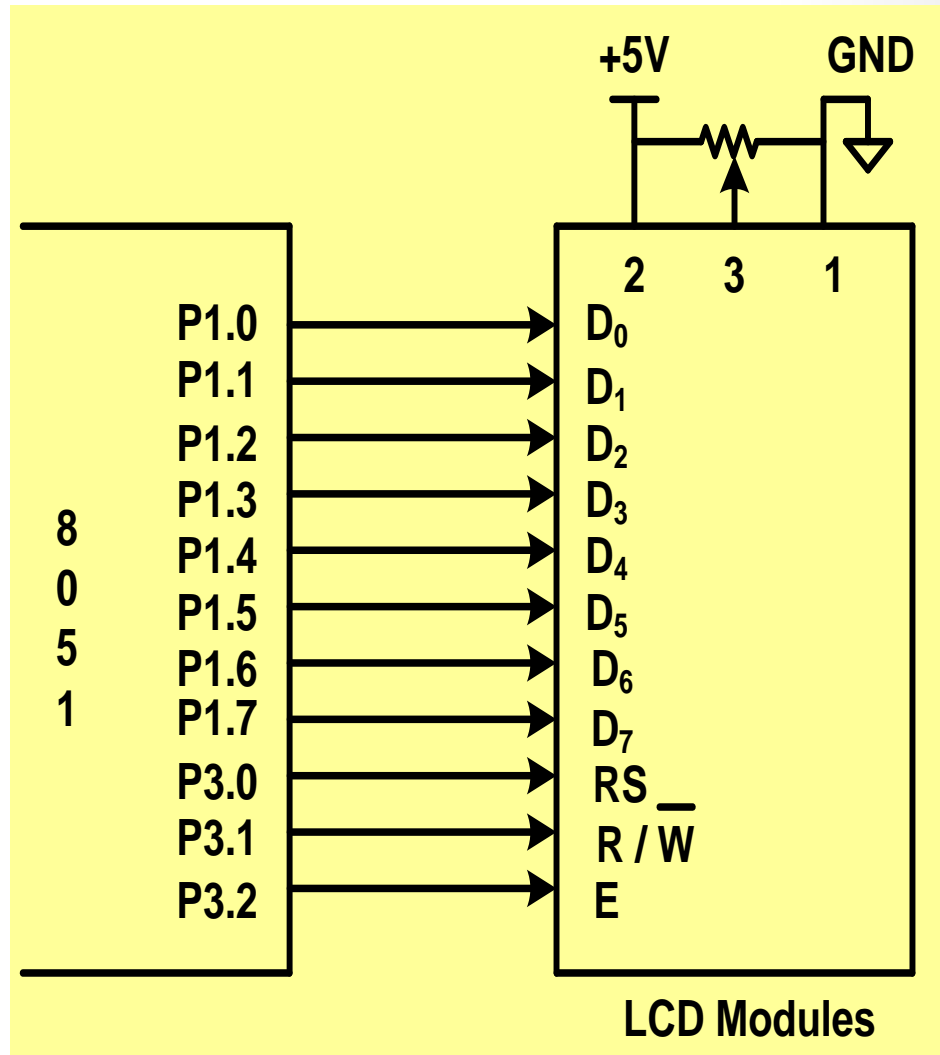 +5V GND
2 3 1
P1.0 D₀
P1.1 D₁
P1.2 D₂
P1.3 D₃
P1.4 D₄
P1.5 D₅
P1.6 D₆
P1.7 D₇
P3.0 RS
P3.1 R / W̅
P3.2 E
8
0
5
1
LCD Modules